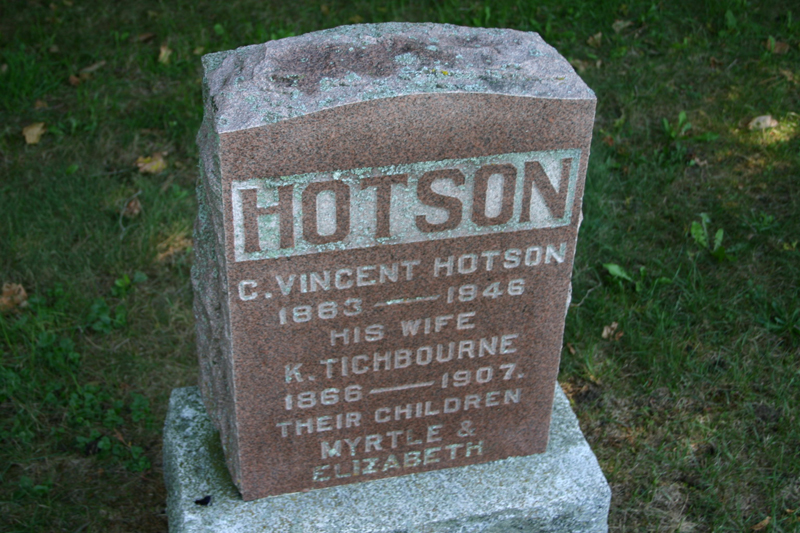 HOTSON
C. VINCENT HOTSON
1863 — 1946
HIS WIFE
K. TICHBOURNE
1866 — 1907.
THEIR CHILDREN
MYRTLE &
ELIZABETH